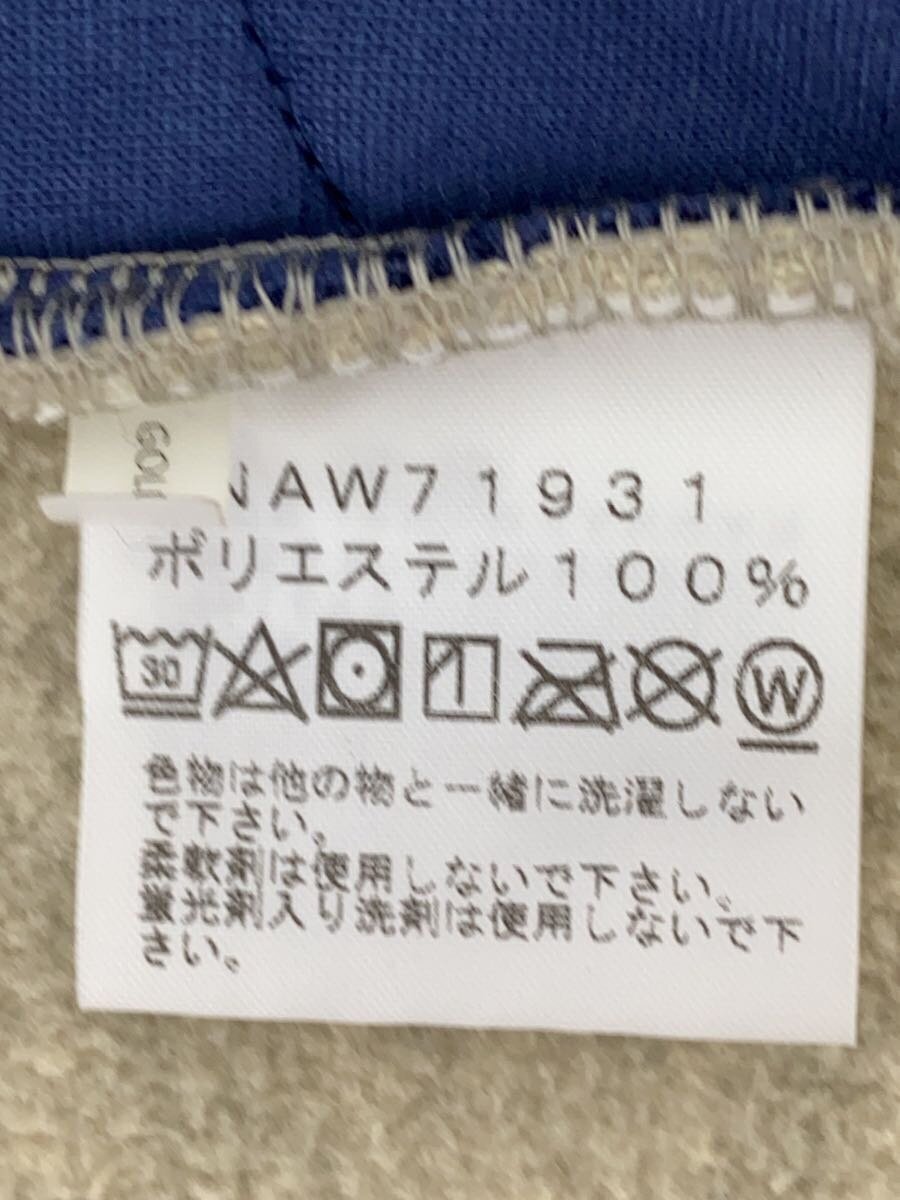 GOL
NAW71931
ポリエステル100%
30
W
色物は他の物と一緒に洗濯しない
で下さい。
柔軟剤は使用しないで下さい。
蛍光剤入り洗剤は使用しないで下
さい。